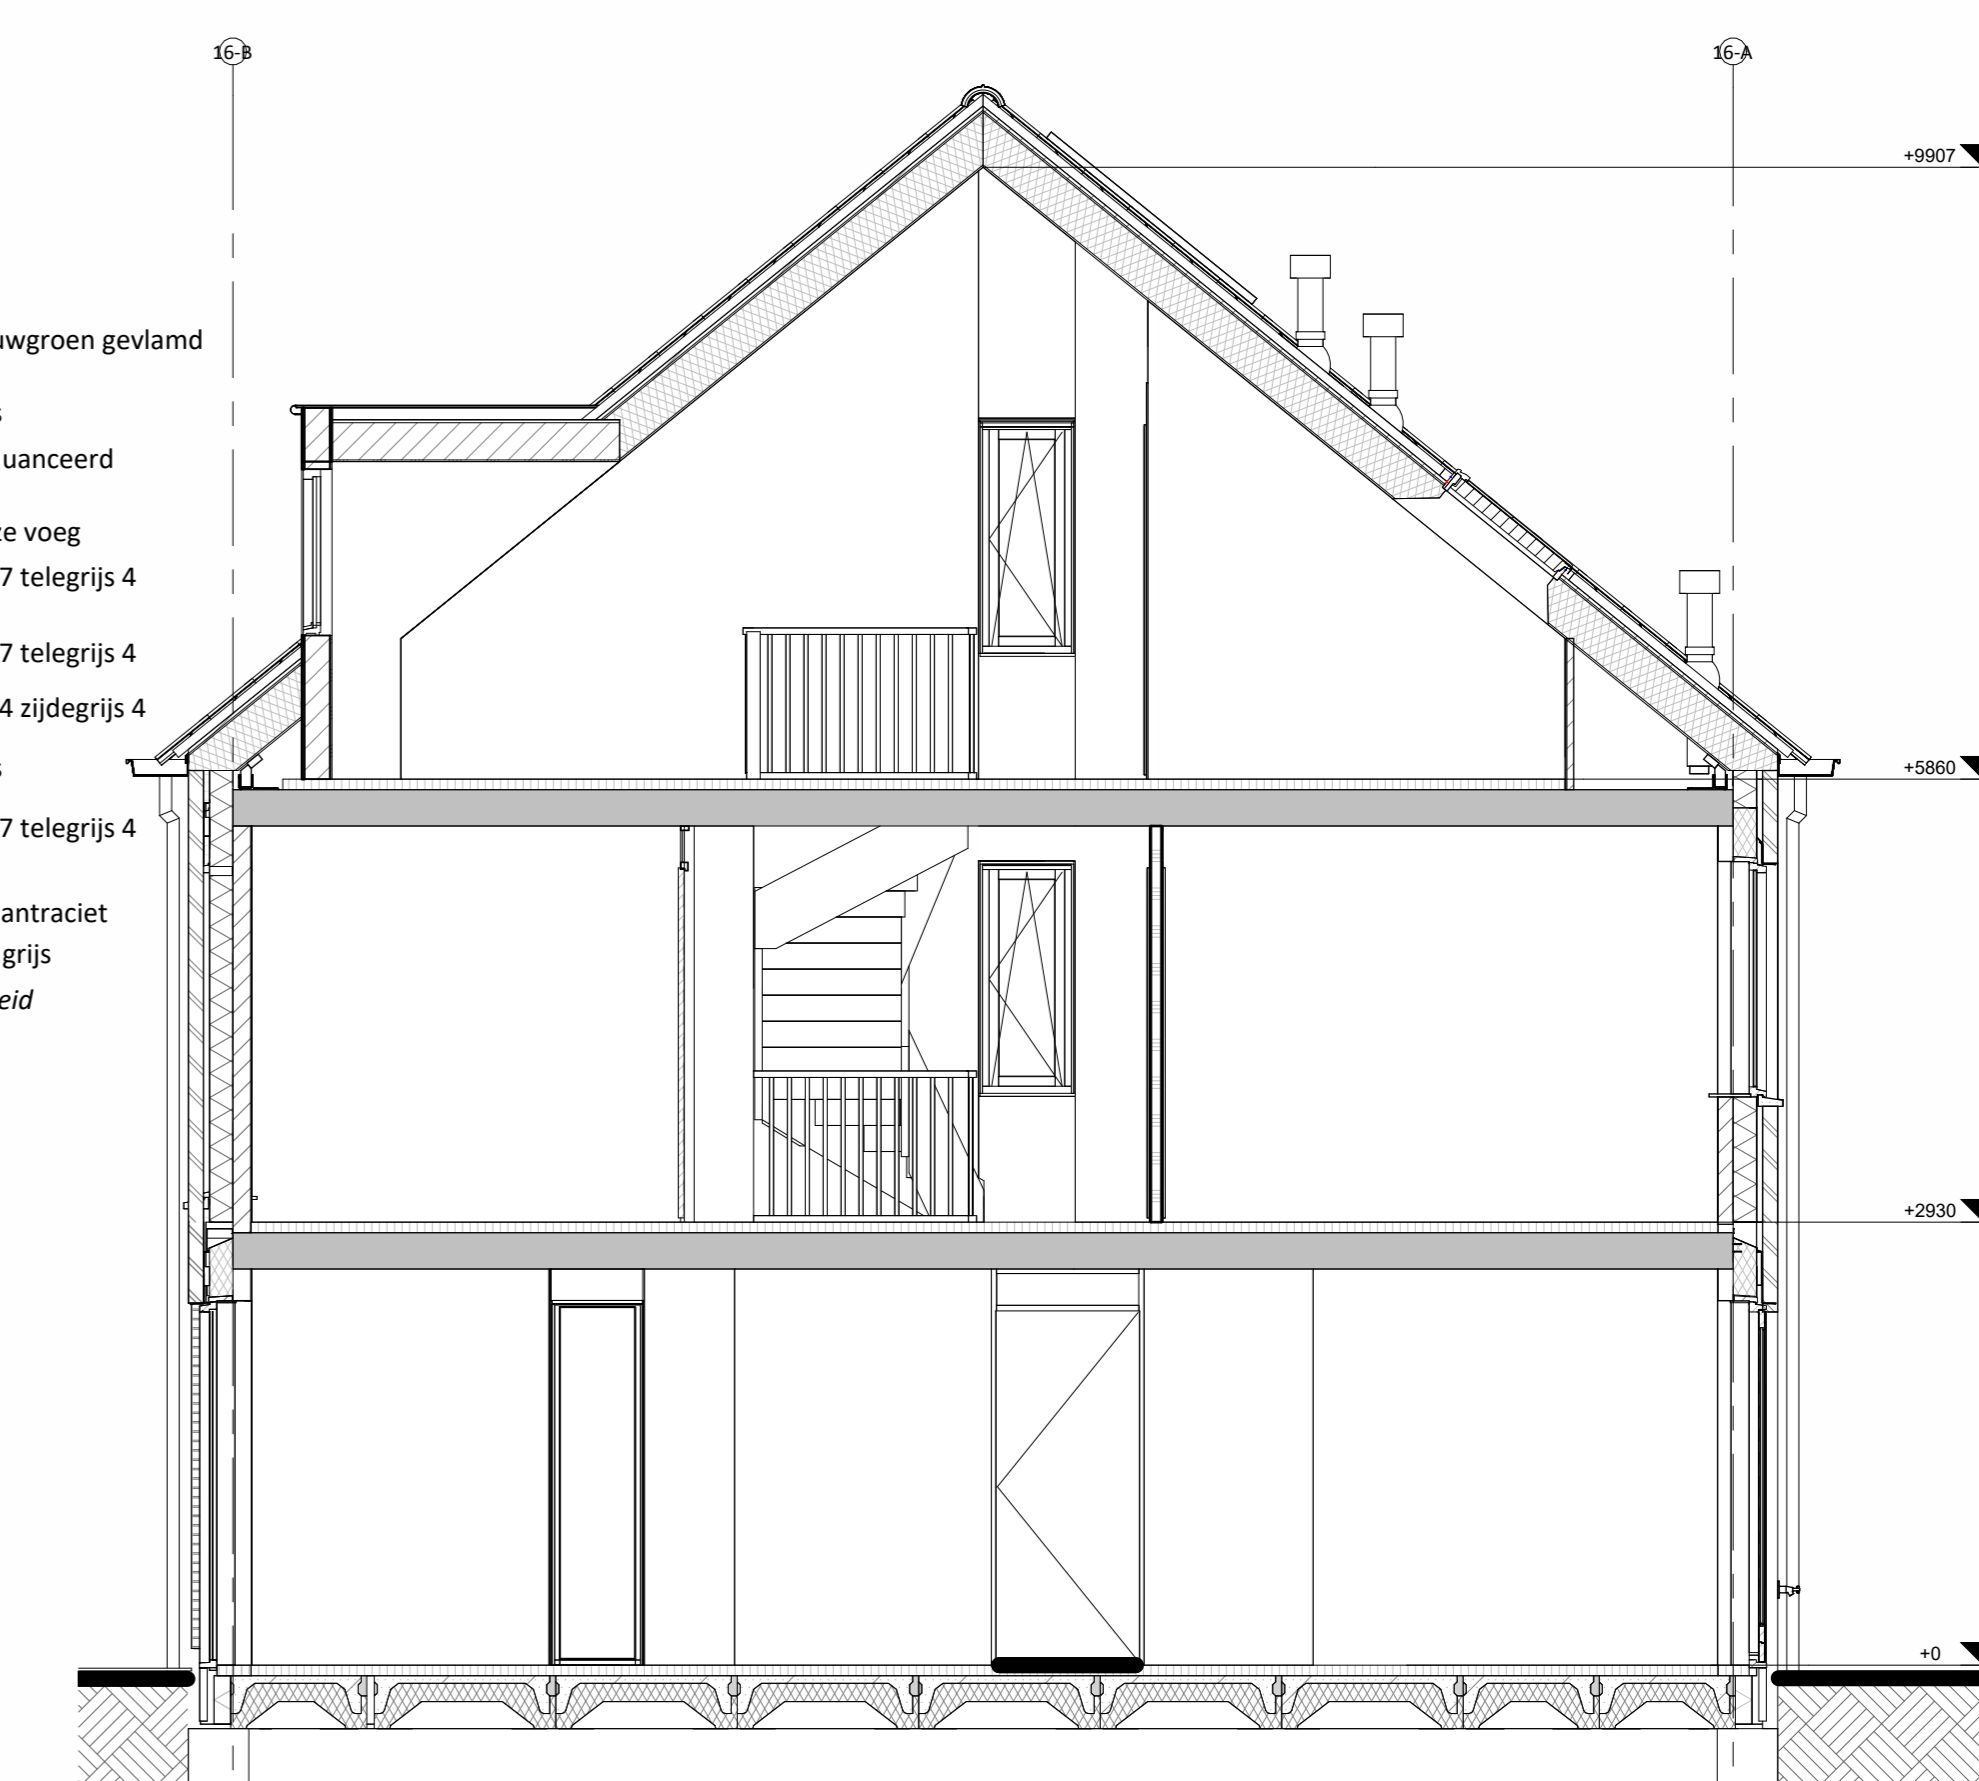 16-B
16-A
+9907
uwgroen gevlamd
s
uanceerd
ze voeg
7 telegrijs 4
7 telegrijs 4
4 zijdegrijs 4
s
+5860
7 telegrijs 4
antraciet
grijs
eid
+2930
+0